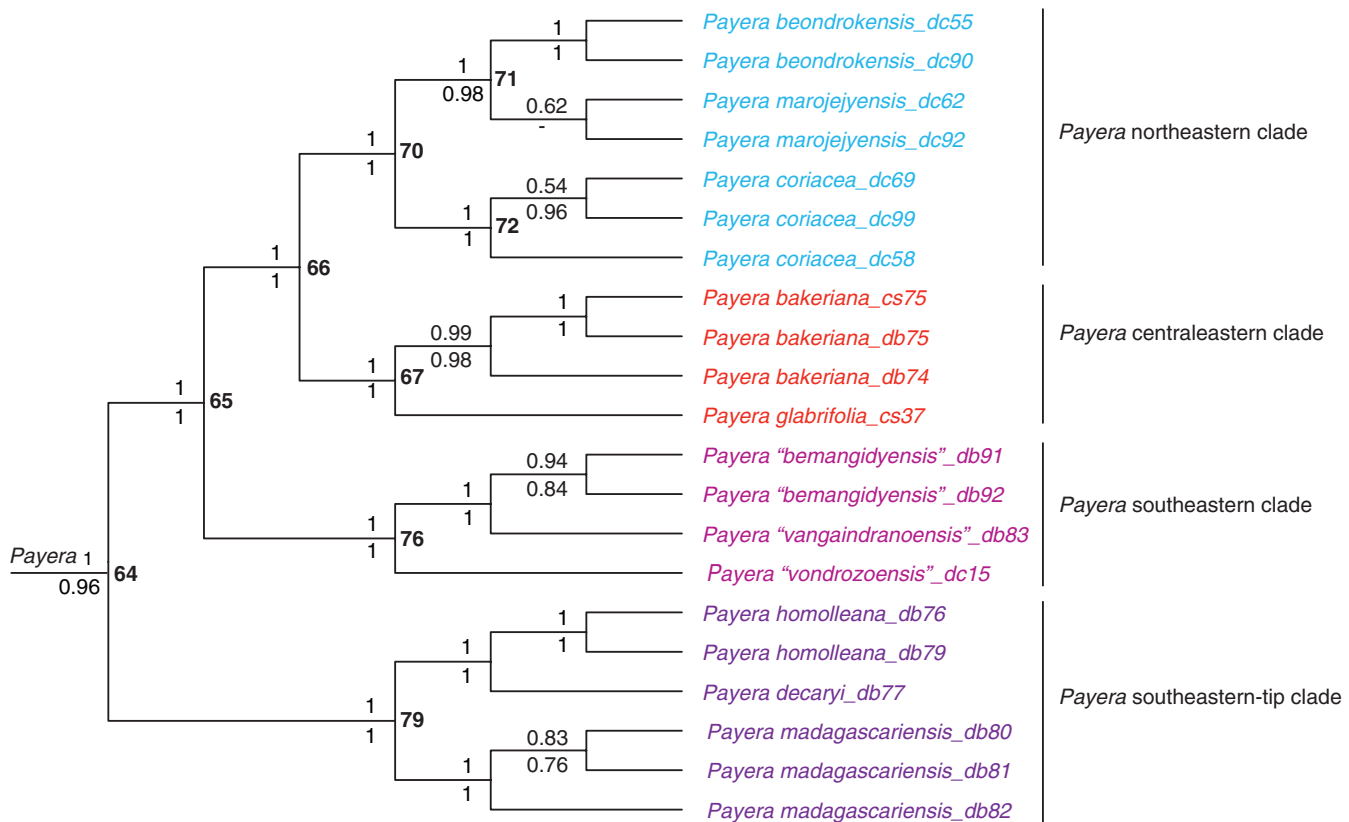 Payera beondrokensis_dc55
1
1
Payera beondrokensis_dc90
1
0.98
71
Payera marojejyensis_dc62
0.62
-
Payera marojejyensis_dc92
Payera northeastern clade
1
1
70
Payera coriacea_dc69
0.54
0.96
Payera coriacea_dc99
1
1
72
Payera coriacea_dc58
1
1
66
Payera bakeriana_cs75
1
1
Payera bakeriana_db75
Payera centraleastern clade
0.99
0.98
Payera bakeriana_db74
1
1
67
Payera glabrifolia_cs37
1
1
65
Payera “bemangidyensis”_db91
0.94
0.84
Payera “bemangidyensis”_db92
Payera southeastern clade
1
1
Payera “vangaindranoensis”_db83
1
1
76
Payera “vondrozoensis”_dc15
Payera 1
0.96
64
Payera homolleana_db76
1
1
Payera homolleana_db79
1
1
Payera decaryi_db77
Payera southeastern-tip clade
1
1
79
Payera madagascariensis_db80
0.83
0.76
Payera madagascariensis_db81
1
1
Payera madagascariensis_db82